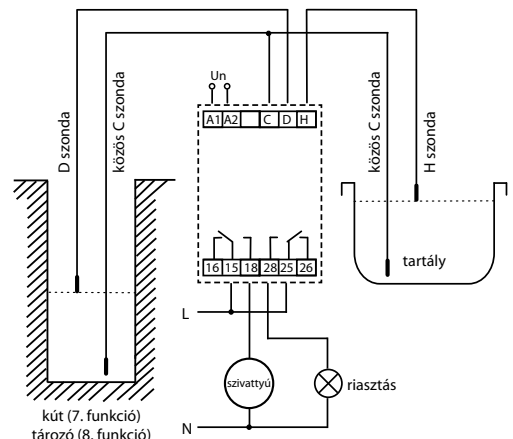 Un
A1 A2 C D H
D szonda
közös C szonda
közös C szonda
H szonda
tartály
16 15 18 28 25 26
L
szivattyú
riasztás
kút (7. funkció)
tározó (8. funkció)
N